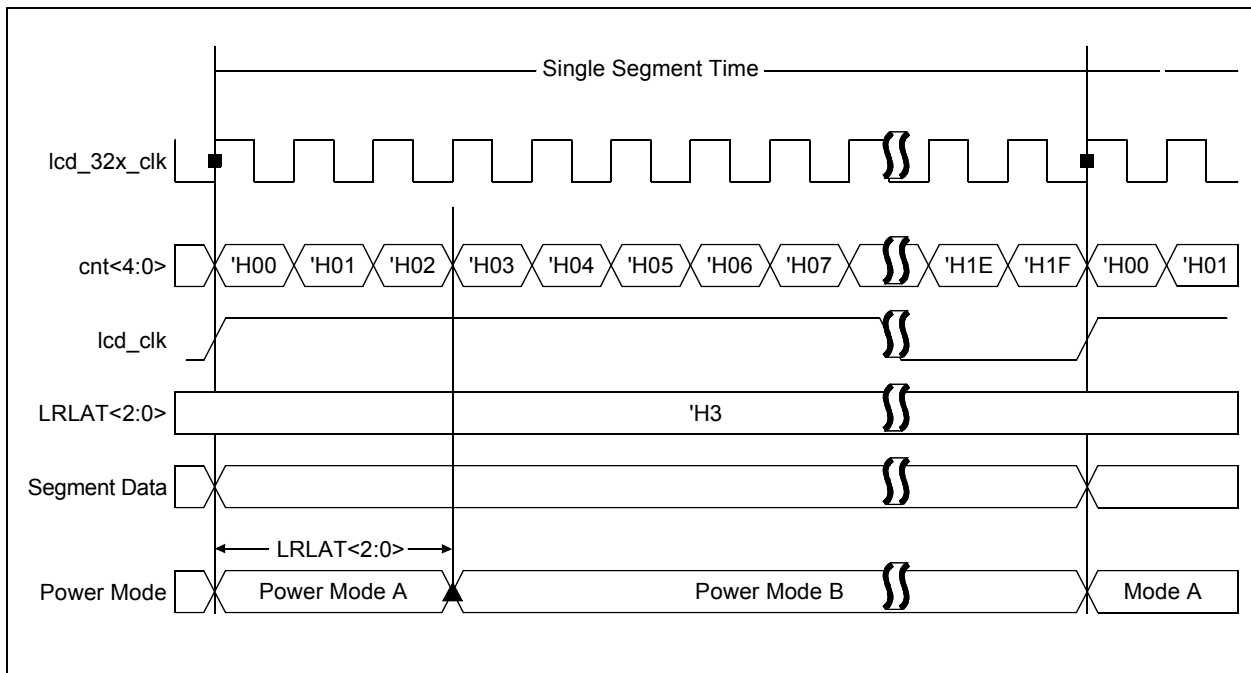 Single Segment Time
lcd_32x_clk
cnt<4:0> 'H00 'H01 'H02 'H03 'H04 'H05 'H06 'H07 'H1E 'H1F 'H00 'H01
lcd_clk
LRLAT<2:0> 'H3
Segment Data
LRLAT<2:0>
Power Mode Power Mode A Power Mode B Mode A